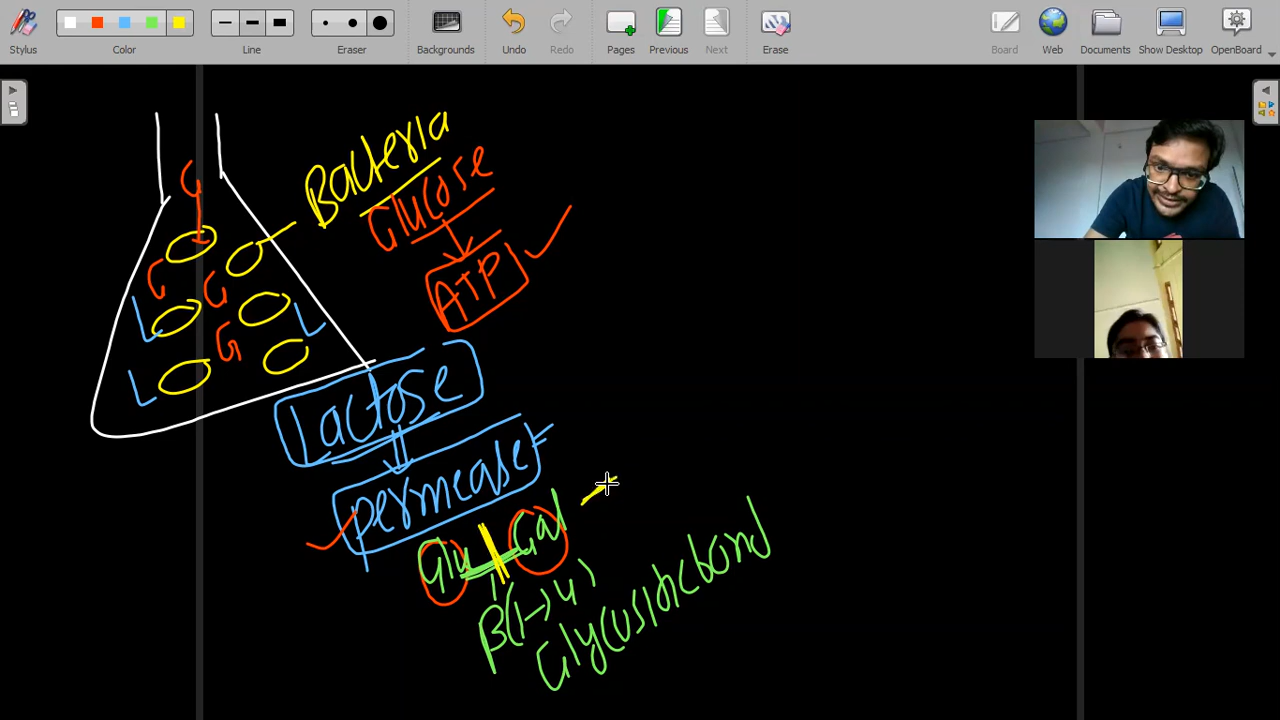 Stylus
Color
Line
Eraser
Backgrounds
Undo
Redo
Pages
Previous
Next
Erase
Board
Web
Documents
Show Desktop
OpenBoard
Bacteria
Glucose
ATP
G
G
G
G
L
L
L
Lactose
permease
Glu Gal
β(1→4)
Glycosidic bond